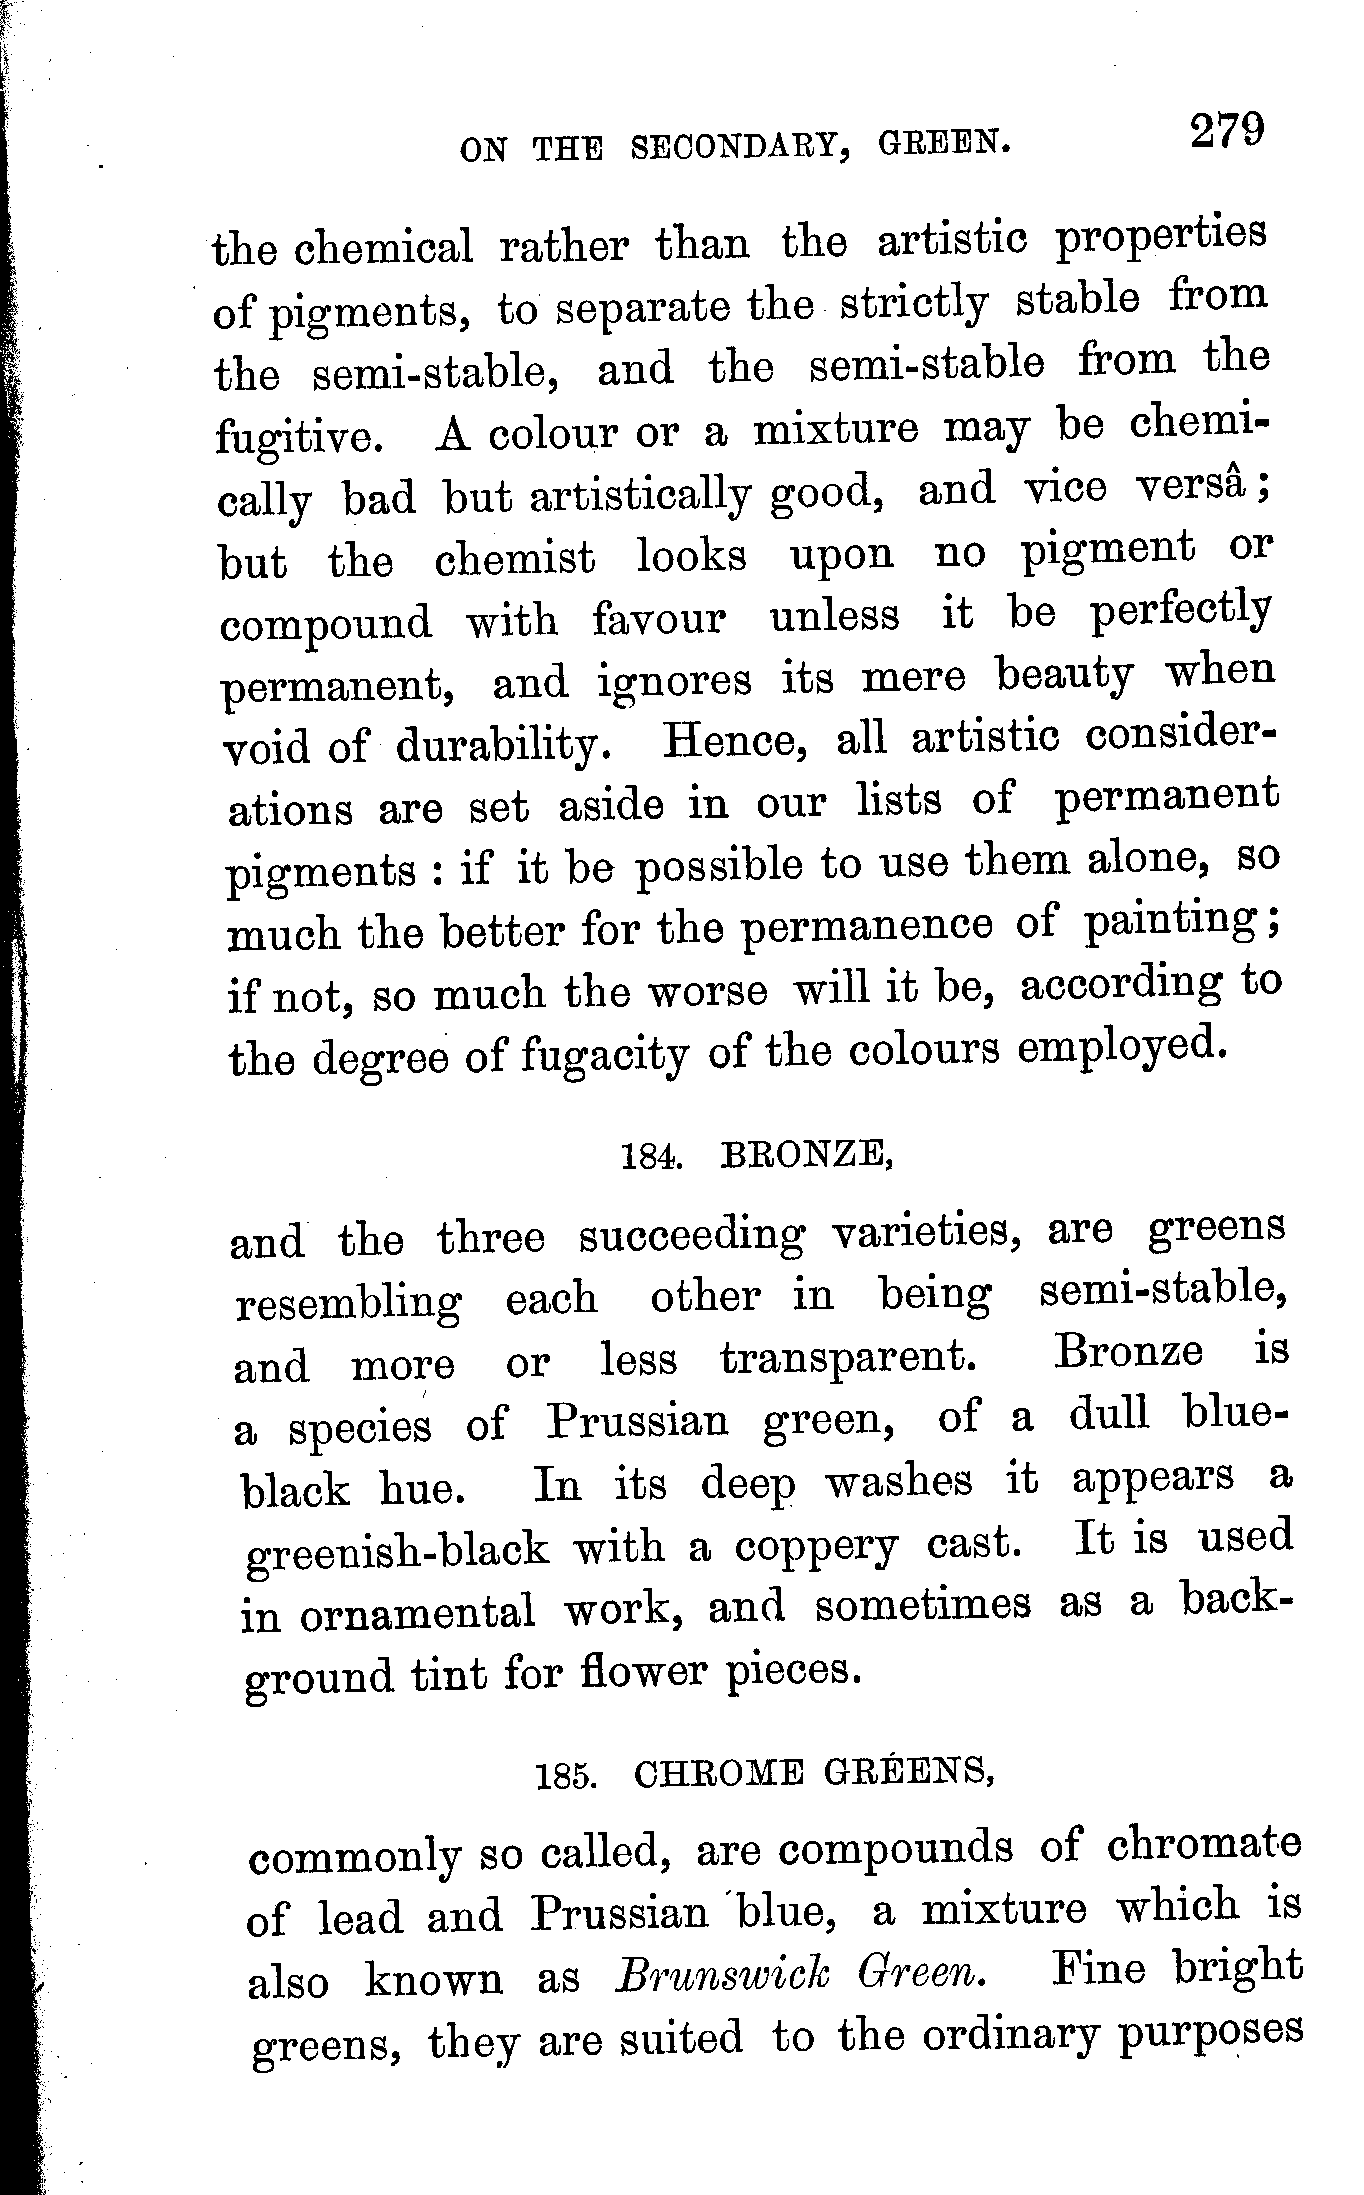 ON THE SECONDARY, GREEN. 279
the chemical rather than the artistic properties
of pigments, to separate the strictly stable from
the semi-stable, and the semi-stable from the
fugitive. A colour or a mixture may be chemi-
cally bad but artistically good, and vice versâ;
but the chemist looks upon no pigment or
compound with favour unless it be perfectly
permanent, and ignores its mere beauty when
void of durability. Hence, all artistic consider-
ations are set aside in our lists of permanent
pigments : if it be possible to use them alone, so
much the better for the permanence of painting;
if not, so much the worse will it be, according to
the degree of fugacity of the colours employed.
184. BRONZE,
and the three succeeding varieties, are greens
resembling each other in being semi-stable,
and more or less transparent. Bronze is
a species of Prussian green, of a dull blue-
black hue. In its deep washes it appears a
greenish-black with a coppery cast. It is used
in ornamental work, and sometimes as a back-
ground tint for flower pieces.
185. CHROME GREENS,
commonly so called, are compounds of chromate
of lead and Prussian blue, a mixture which is
also known as Brunswick Green. Fine bright
greens, they are suited to the ordinary purposes